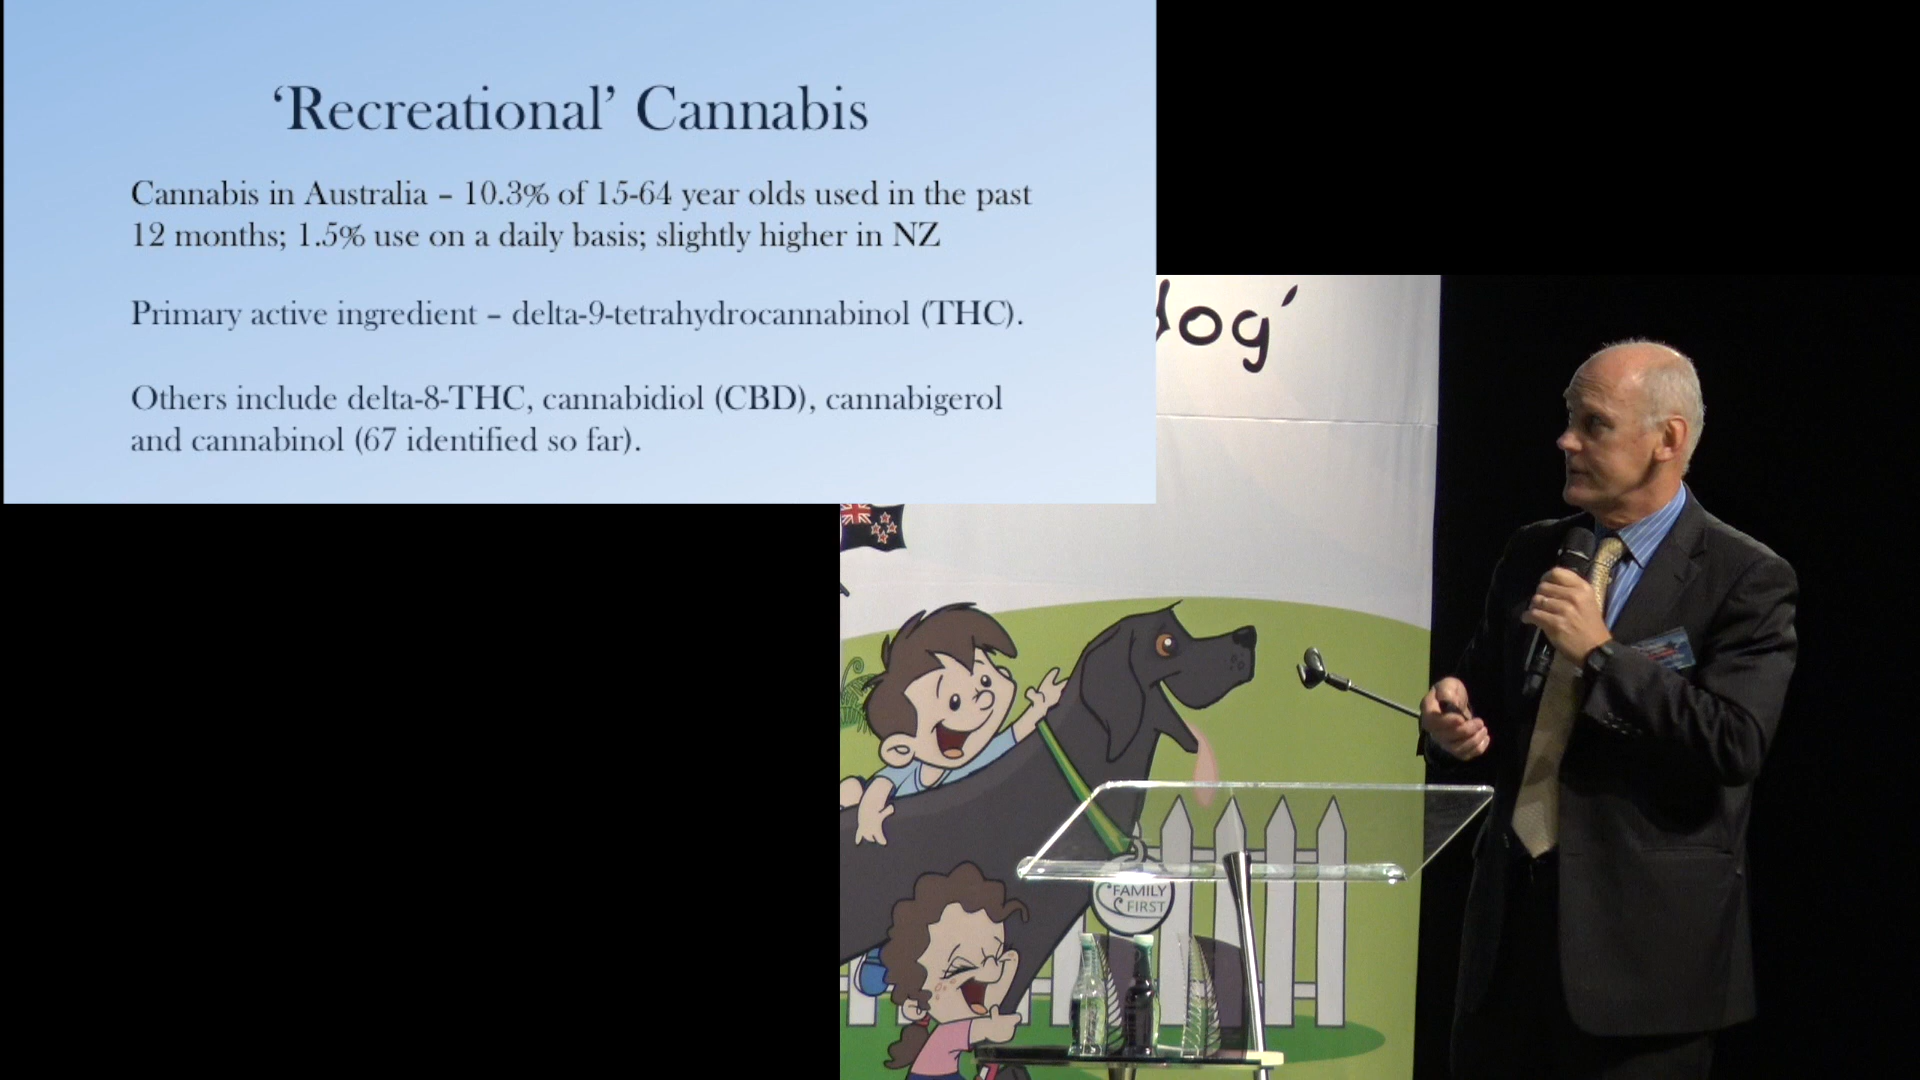 ‘Recreational’ Cannabis
Cannabis in Australia – 10.3% of 15-64 year olds used in the past
12 months; 1.5% use on a daily basis; slightly higher in NZ
Primary active ingredient – delta-9-tetrahydrocannabinol (THC).
Others include delta-8-THC, cannabidiol (CBD), cannabigerol
and cannabinol (67 identified so far).
FAMILY
FIRST